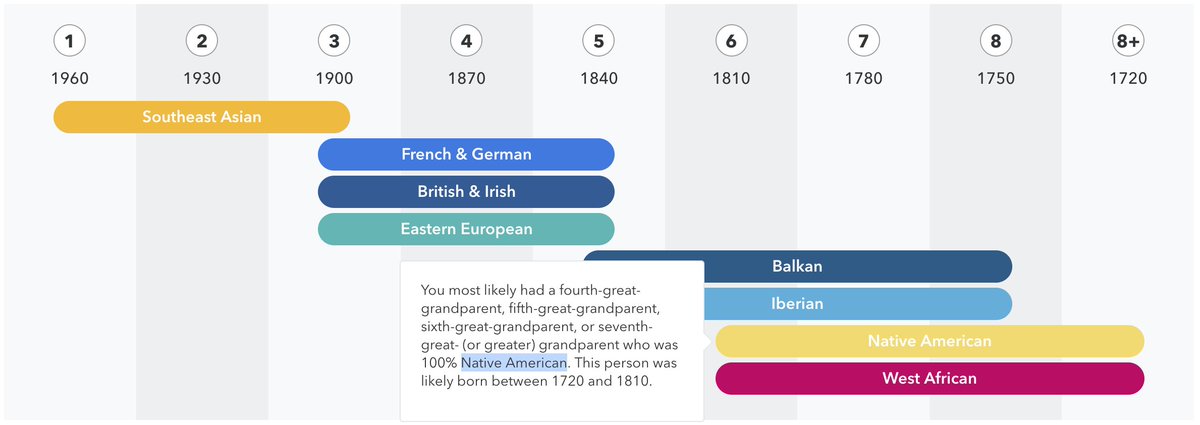 1 2 3 4 5 6 7 8 8+
1960 1930 1900 1870 1840 1810 1780 1750 1720
Southeast Asian
French & German
British & Irish
Eastern European
Balkan
Iberian
Native American
West African
You most likely had a fourth-great-
grandparent, fifth-great-grandparent,
sixth-great-grandparent, or seventh-
great- (or greater) grandparent who was
100% Native American. This person was
likely born between 1720 and 1810.